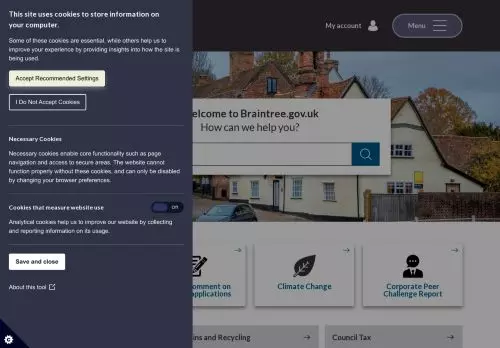 This site uses cookies to store information on
your computer.
Some of these cookies are essential, while others help us to
improve your experience by providing insights into how the site is
being used.
Accept Recommended Settings
I Do Not Accept Cookies
Necessary Cookies
Necessary cookies enable core functionality such as page
navigation and access to secure areas. The website cannot
function properly without these cookies, and can only be disabled
by changing your browser preferences.
Cookies that measure website use
on
Analytical cookies help us to improve our website by collecting
and reporting information on its usage.
Save and close
About this tool
My account
Menu
elcome to Braintree.gov.uk
How can we help you?
omment on
applications
Climate Change
Corporate Peer
Challenge Report
ins and Recycling
Council Tax